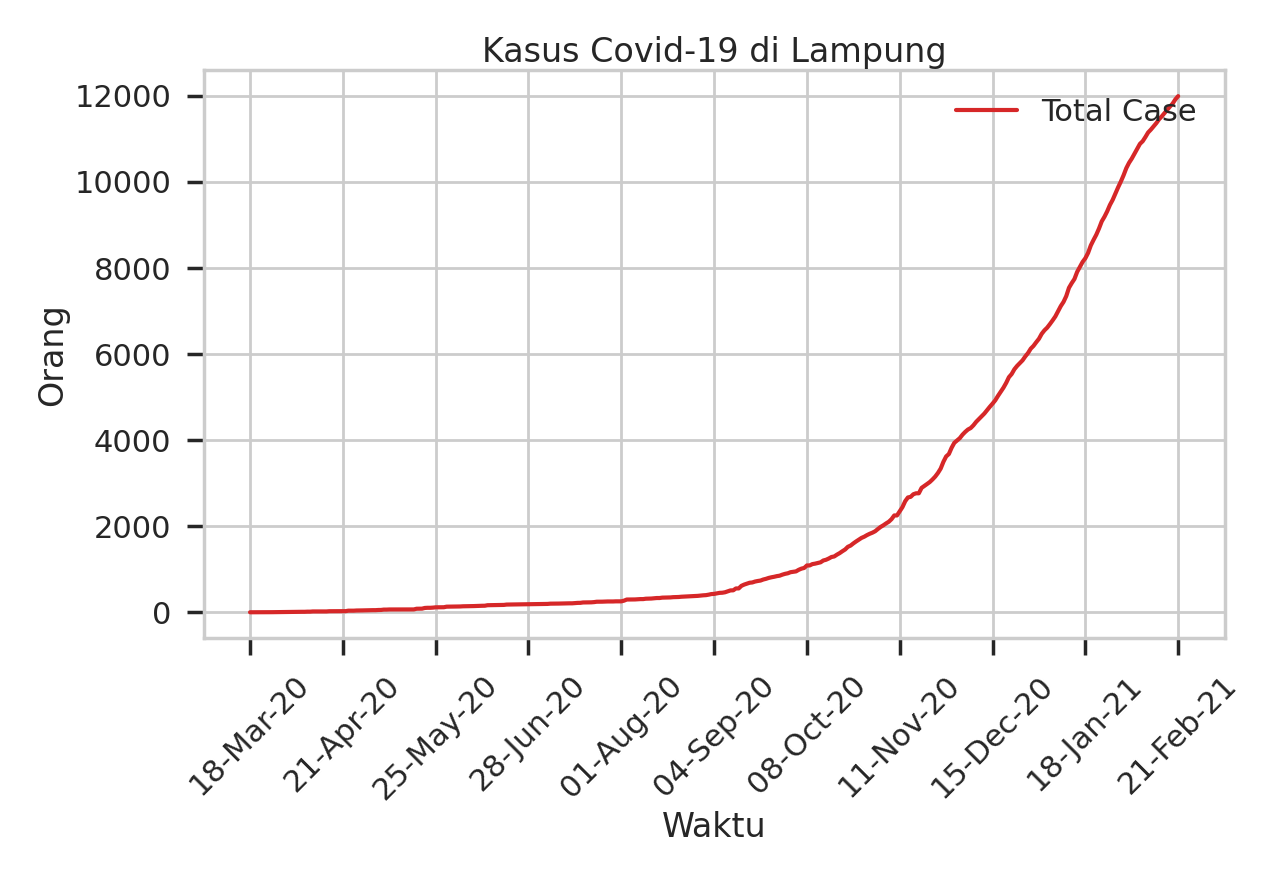 Kasus Covid-19 di Lampung
Total Case
12000
10000
8000
6000
4000
2000
0
Orang
18-Mar-20
21-Apr-20
25-May-20
28-Jun-20
01-Aug-20
04-Sep-20
08-Oct-20
11-Nov-20
15-Dec-20
18-Jan-21
21-Feb-21
Waktu